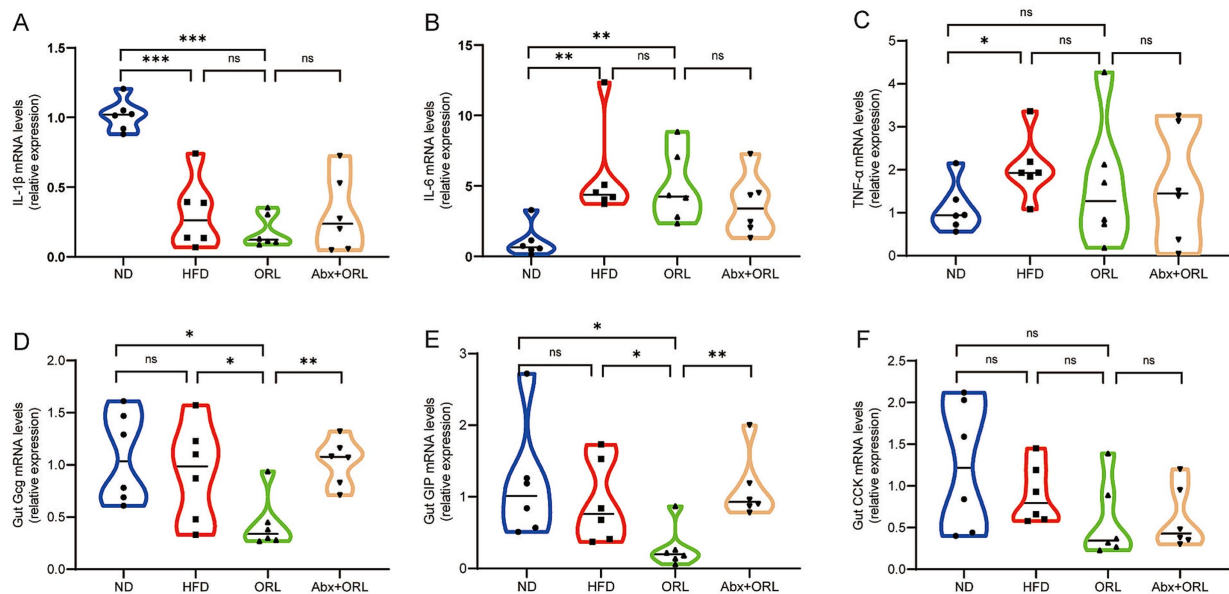 A
IL-1β mRNA levels
(relative expression)
1.5
1.0
0.5
0.0
***
***
ns
ns
ND
HFD
ORL
Abx+ORL
B
IL-6 mRNA levels
(relative expression)
15
10
5
0
**
**
ns
ns
ND
HFD
ORL
Abx+ORL
C
TNF-α mRNA levels
(relative expression)
5
4
3
2
1
0
ns
*
ns
ns
ND
HFD
ORL
Abx+ORL
D
Gut Gcg mRNA levels
(relative expression)
2.0
1.5
1.0
0.5
0.0
*
ns
*
**
ND
HFD
ORL
Abx+ORL
E
Gut GIP mRNA levels
(relative expression)
3
2
1
0
*
ns
*
**
ND
HFD
ORL
Abx+ORL
F
Gut CCK mRNA levels
(relative expression)
2.5
2.0
1.5
1.0
0.5
0.0
ns
ns
ns
ns
ND
HFD
ORL
Abx+ORL